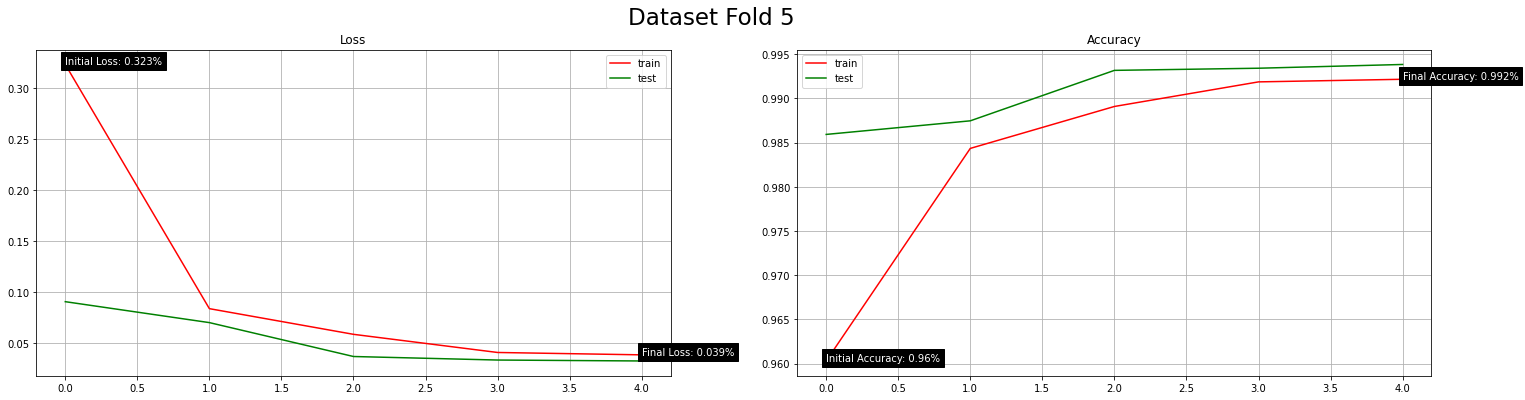 Dataset Fold 5
Loss
Initial Loss: 0.323%
train
test
0.30
0.25
0.20
0.15
0.10
0.05
Final Loss: 0.039%
0.0 0.5 1.0 1.5 2.0 2.5 3.0 3.5 4.0
Accuracy
train
test
0.995
Final Accuracy: 0.992%
0.990
0.985
0.980
0.975
0.970
0.965
0.960
Initial Accuracy: 0.96%
0.0 0.5 1.0 1.5 2.0 2.5 3.0 3.5 4.0